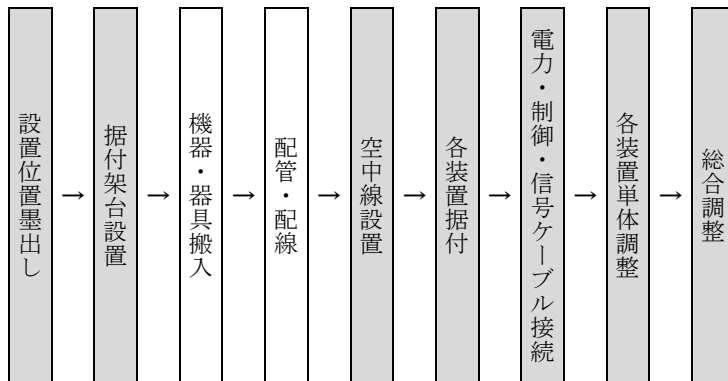 設置位置墨出し
→
据付架台設置
→
機器・器具搬入
→
配管・配線
→
空中線設置
→
各装置据付
→
電力・制御・信号ケーブル接続
→
各装置単体調整
→
総合調整